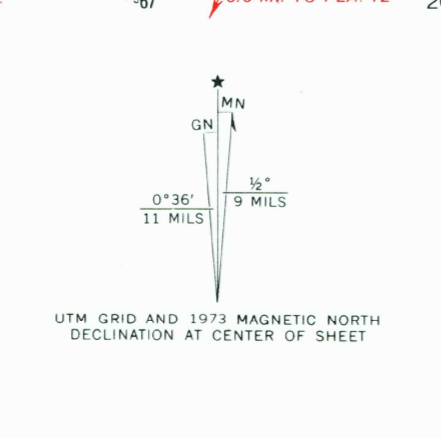 67
MN
GN
½°
0°36'
9 MILS
11 MILS
UTM GRID AND 1973 MAGNETIC NORTH
DECLINATION AT CENTER OF SHEET